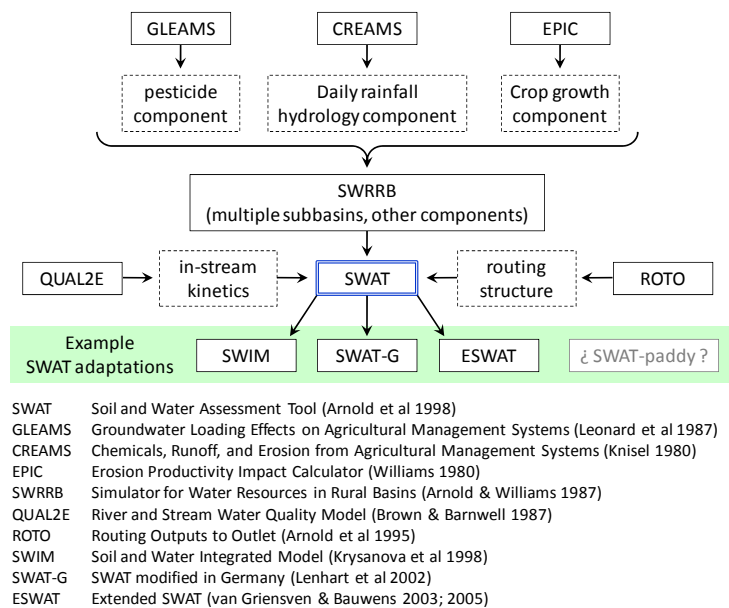 GLEAMS
CREAMS
EPIC
pesticide
component
Daily rainfall
hydrology component
Crop growth
component
SWRRB
(multiple subbasins, other components)
QUAL2E
in-stream
kinetics
SWAT
routing
structure
ROTO
Example
SWAT adaptations
SWIM
SWAT-G
ESWAT
¿ SWAT-paddy ?
SWAT Soil and Water Assessment Tool (Arnold et al 1998)
GLEAMS Groundwater Loading Effects on Agricultural Management Systems (Leonard et al 1987)
CREAMS Chemicals, Runoff, and Erosion from Agricultural Management Systems (Knisel 1980)
EPIC Erosion Productivity Impact Calculator (Williams 1980)
SWRRB Simulator for Water Resources in Rural Basins (Arnold & Williams 1987)
QUAL2E River and Stream Water Quality Model (Brown & Barnwell 1987)
ROTO Routing Outputs to Outlet (Arnold et al 1995)
SWIM Soil and Water Integrated Model (Krysanova et al 1998)
SWAT-G SWAT modified in Germany (Lenhart et al 2002)
ESWAT Extended SWAT (van Griensven & Bauwens 2003; 2005)